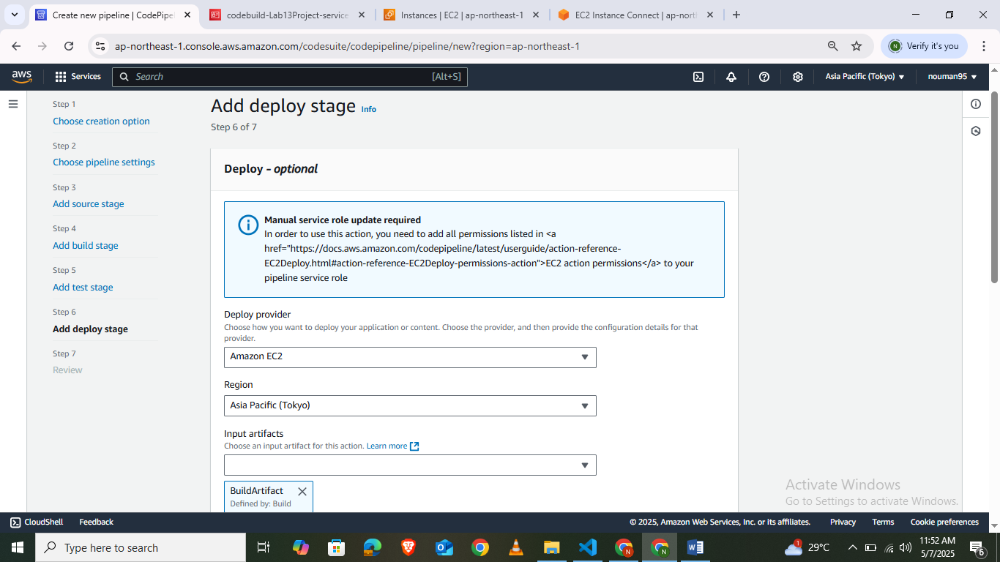 Create new pipeline | CodePipel
codebuild-Lab13Project-service
Instances | EC2 | ap-northeast-1
EC2 Instance Connect | ap-nort
ap-northeast-1.console.aws.amazon.com/codesuite/codepipeline/pipeline/new?region=ap-northeast-1
N
Verify it's you
aws
Services
Search
[Alt+S]
Asia Pacific (Tokyo)
nouman95
Step 1
Choose creation option
Step 2
Choose pipeline settings
Step 3
Add source stage
Step 4
Add build stage
Step 5
Add test stage
Step 6
Add deploy stage
Step 7
Review
Add deploy stage Info
Step 6 of 7
Deploy - optional
Manual service role update required
In order to use this action, you need to add all permissions listed in <a
href="https://docs.aws.amazon.com/codepipeline/latest/userguide/action-reference-
EC2Deploy.html#action-reference-EC2Deploy-permissions-action">EC2 action permissions</a> to your
pipeline service role
Deploy provider
Choose how you want to deploy your application or content. Choose the provider, and then provide the configuration details for that
provider.
Amazon EC2
Region
Asia Pacific (Tokyo)
Input artifacts
Choose an input artifact for this action. Learn more
BuildArtifact
Defined by: Build
Activate Windows
Go to Settings to activate Windows.
CloudShell
Feedback
© 2025, Amazon Web Services, Inc. or its affiliates.
Privacy
Terms
Cookie preferences
Type here to search
N
N
1
29°C
11:52 AM
5/7/2025
6